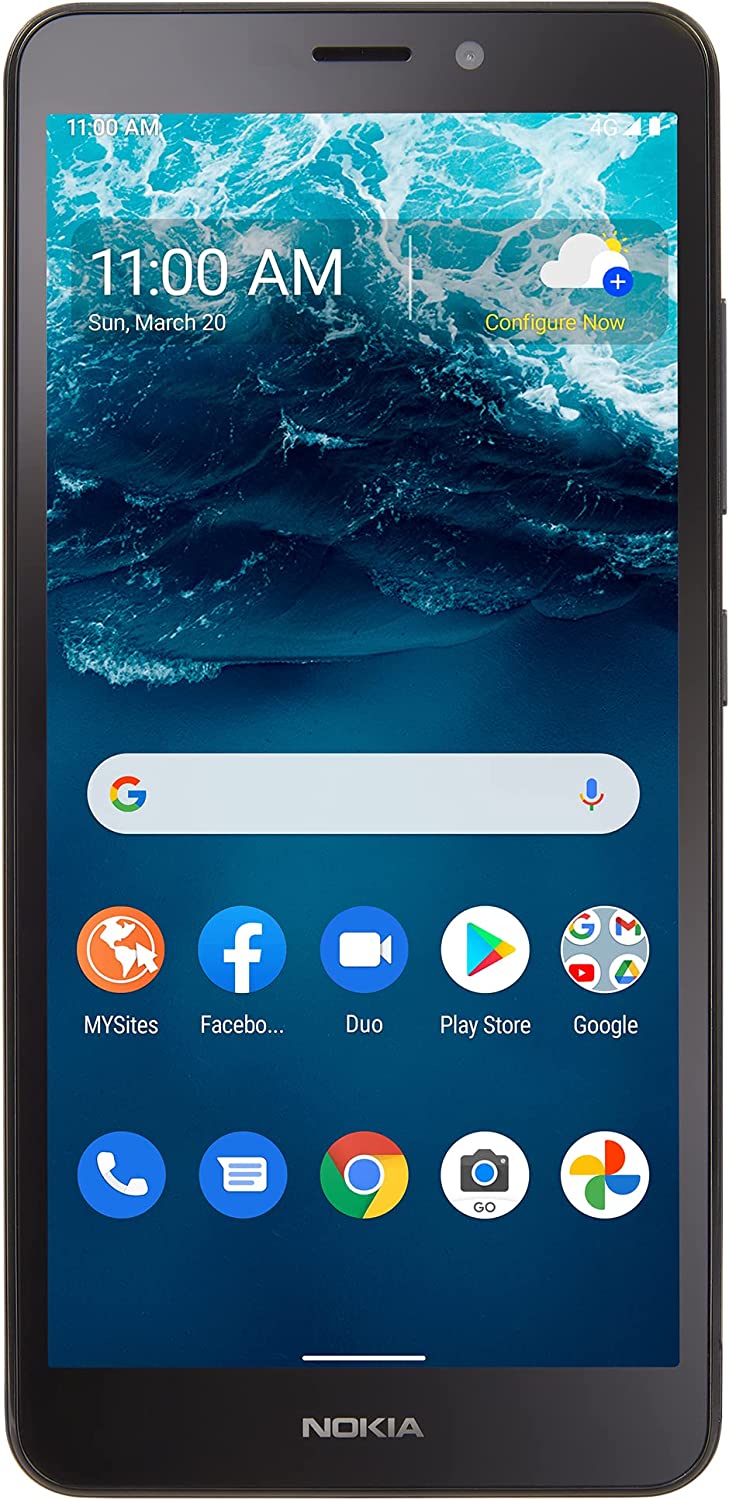 11:00 AM 4G
11:00 AM
Sun, March 20
Configure Now
MYSites Facebo... Duo Play Store Google
GO
NOKIA